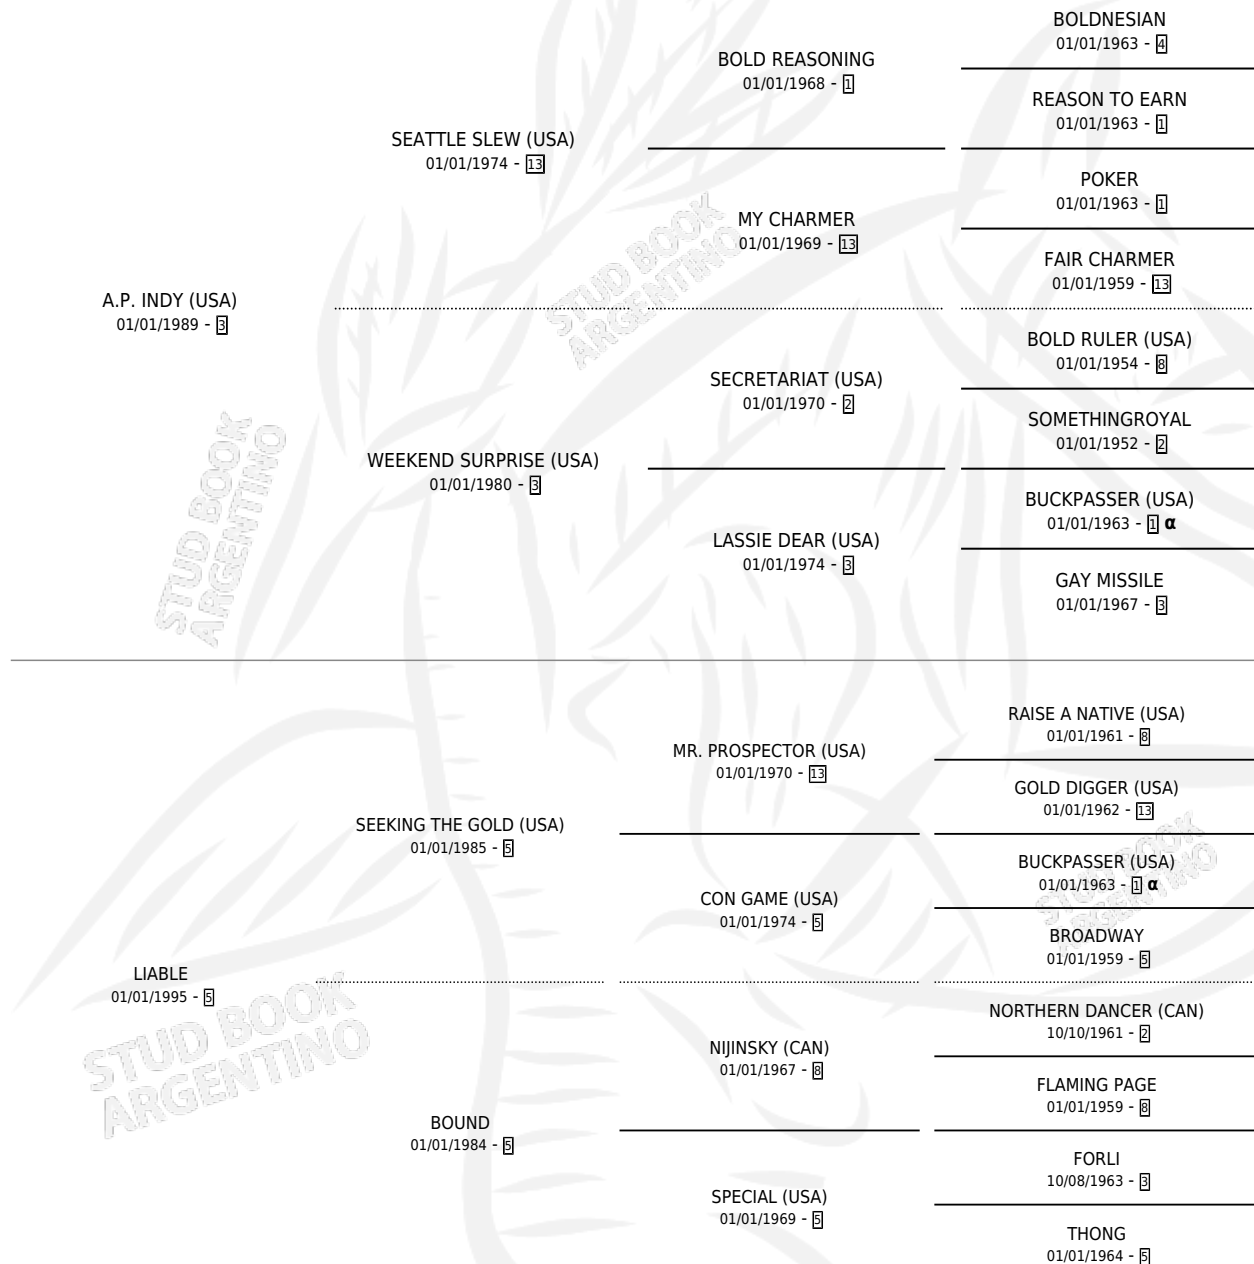 BOLDNESIAN
01/01/1963 - 4
BOLD REASONING
01/01/1968 - 1
REASON TO EARN
01/01/1963 - 1
SEATTLE SLEW (USA)
01/01/1974 - 13
POKER
01/01/1963 - 1
MY CHARMER
01/01/1969 - 13
FAIR CHARMER
01/01/1959 - 13
A.P. INDY (USA)
01/01/1989 - 3
BOLD RULER (USA)
01/01/1954 - 8
SECRETARIAT (USA)
01/01/1970 - 2
SOMETHINGROYAL
01/01/1952 - 2
WEEKEND SURPRISE (USA)
01/01/1980 - 3
BUCKPASSER (USA)
01/01/1963 - 1 α
LASSIE DEAR (USA)
01/01/1974 - 3
GAY MISSILE
01/01/1967 - 3
RAISE A NATIVE (USA)
01/01/1961 - 8
MR. PROSPECTOR (USA)
01/01/1970 - 13
GOLD DIGGER (USA)
01/01/1962 - 13
SEEKING THE GOLD (USA)
01/01/1985 - 5
BUCKPASSER (USA)
01/01/1963 - 1 α
CON GAME (USA)
01/01/1974 - 5
BROADWAY
01/01/1959 - 5
LIABLE
01/01/1995 - 5
NORTHERN DANCER (CAN)
10/10/1961 - 2
NIJINSKY (CAN)
01/01/1967 - 8
FLAMING PAGE
01/01/1959 - 8
BOUND
01/01/1984 - 5
FORLI
10/08/1963 - 3
SPECIAL (USA)
01/01/1969 - 5
THONG
01/01/1964 - 5
STUD BOOK
ARGENTINO
STUD BOOK
ARGENTINO
STUD BOOK
ARGENTINO
STUD BOOK
ARGENTINO